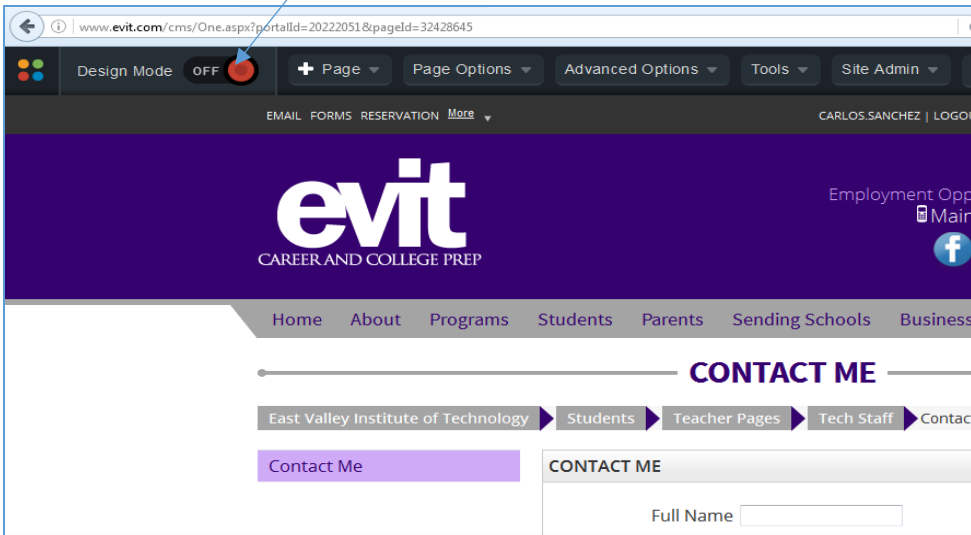 www.evit.com/cms/One.aspx?portalId=20222051&pageId=32428645
Design Mode OFF + Page Page Options Advanced Options Tools Site Admin
EMAIL FORMS RESERVATION More CARLOS.SANCHEZ | LOGOU
evit
CAREER AND COLLEGE PREP
Employment Opp
Main
f
Home About Programs Students Parents Sending Schools Business
CONTACT ME
East Valley Institute of Technology Students Teacher Pages Tech Staff Contac
Contact Me
CONTACT ME
Full Name